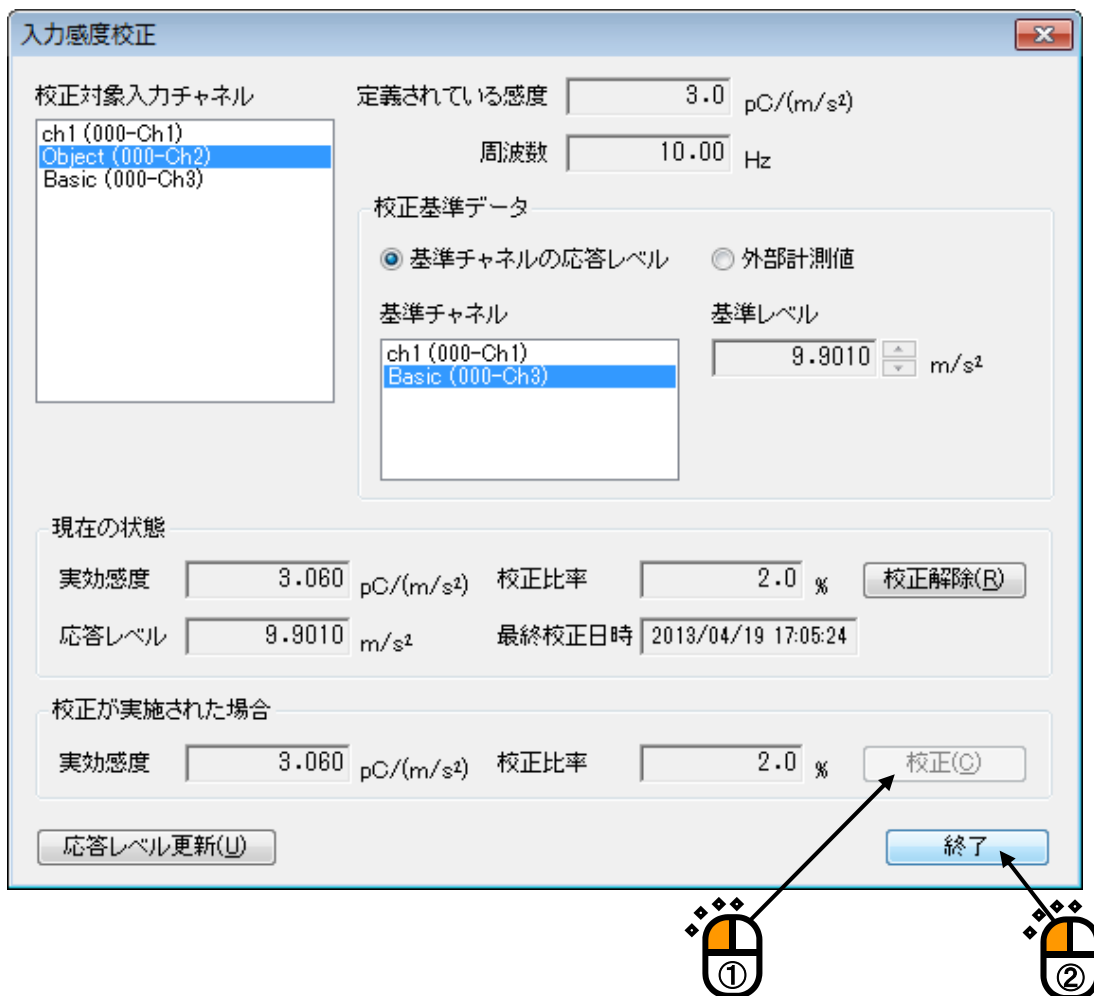 入力感度校正
校正対象入力チャネル
ch1 (000-Ch1)
Object (000-Ch2)
Basic (000-Ch3)
定義されている感度 3.0 pC/(m/s²)
周波数 10.00 Hz
校正基準データ
基準チャネルの応答レベル 外部計測値
基準チャネル
ch1 (000-Ch1)
Basic (000-Ch3)
基準レベル
9.9010 m/s²
現在の状態
実効感度 3.060 pC/(m/s²) 校正比率 2.0 % 校正解除(R)
応答レベル 9.9010 m/s² 最終校正日時 2013/04/19 17:05:24
校正が実施された場合
実効感度 3.060 pC/(m/s²) 校正比率 2.0 % 校正(C)
応答レベル更新(U) 終了
① ②